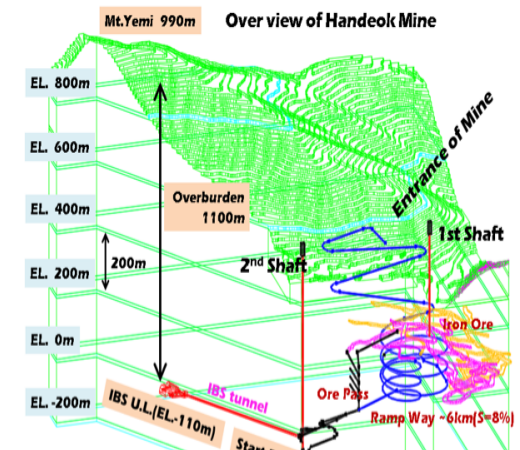 Mt.Yemi 990m
Over view of Handeok Mine
EL. 800m
EL. 600m
EL. 400m
EL. 200m
EL. 0m
EL. -200m
Overburden
1100m
200m
Entrance of Mine
1st Shaft
2nd Shaft
Iron Ore
Ore Pass
Ramp Way ~6km(S=8%)
IBS tunnel
IBS U.L.(EL.-110m)
Start